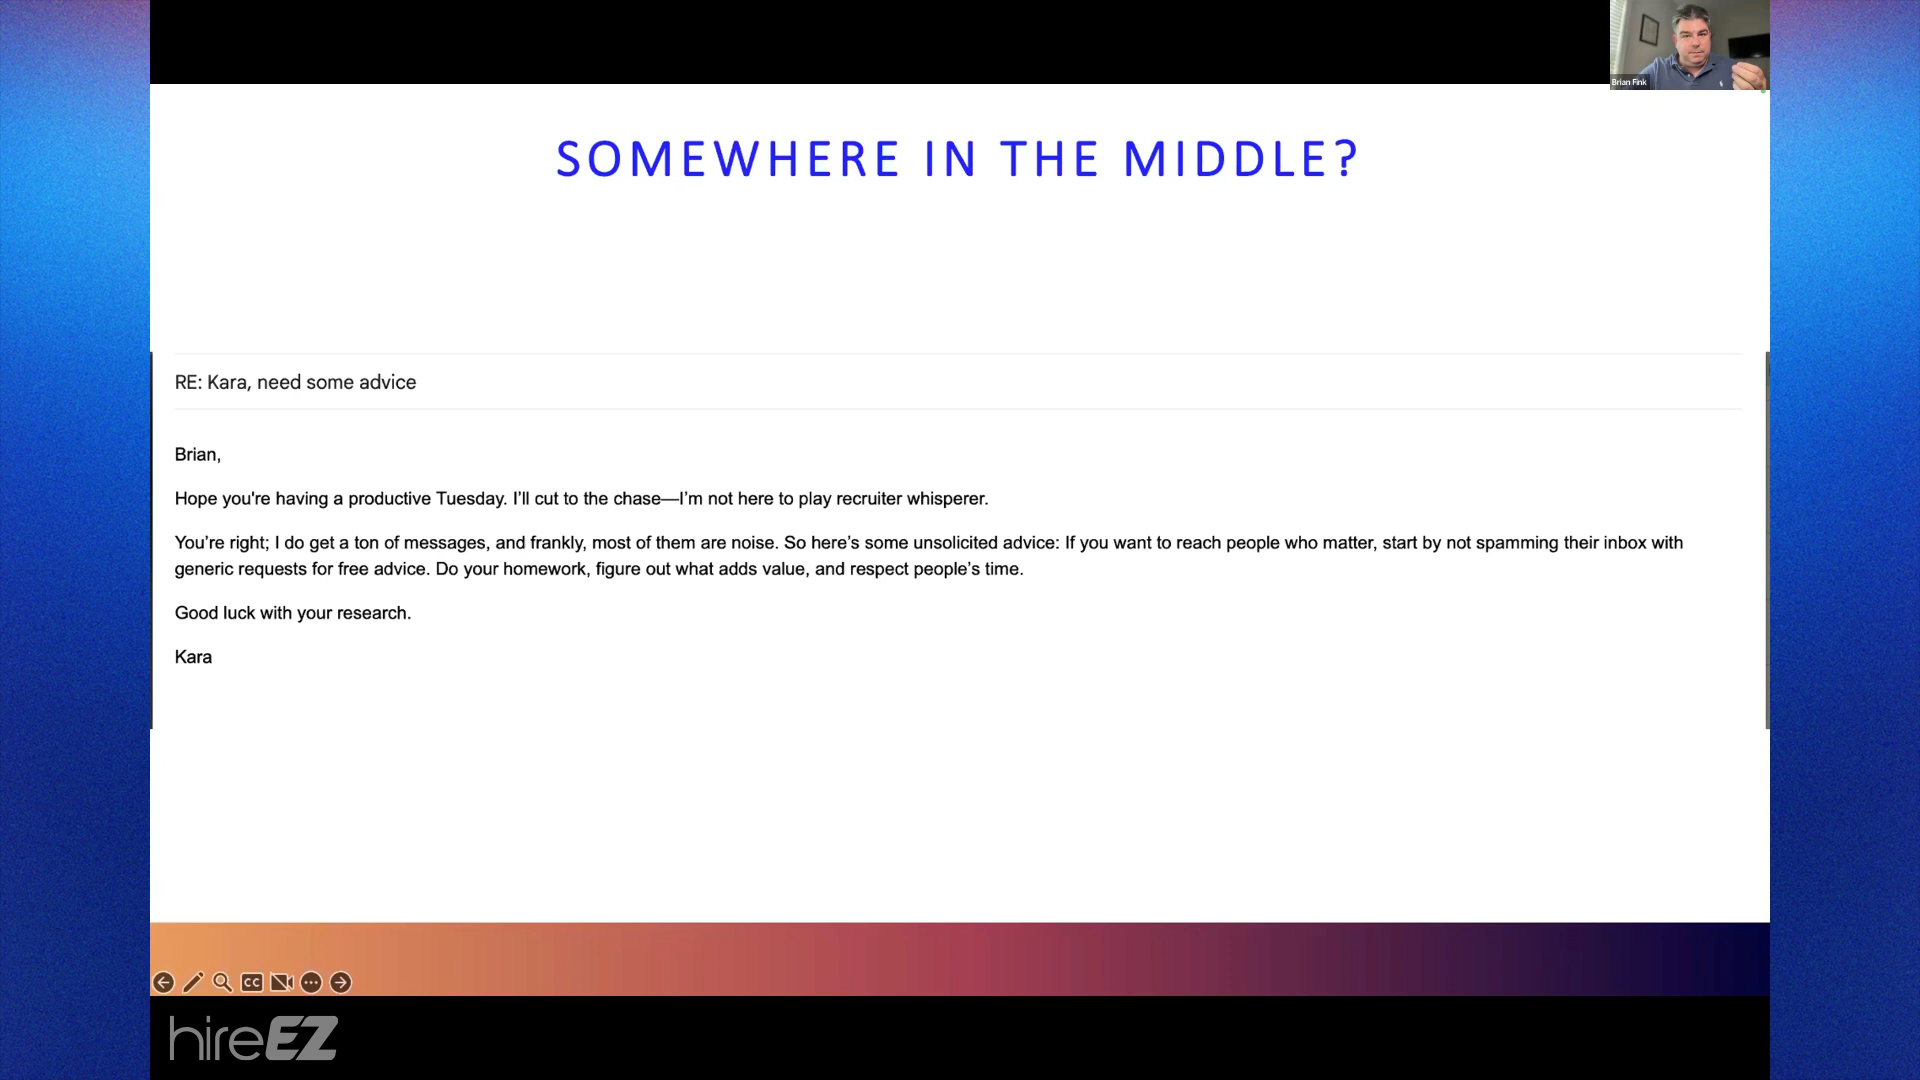 Brian Fink
SOMEWHERE IN THE MIDDLE?
RE: Kara, need some advice
Brian,
Hope you're having a productive Tuesday. I’ll cut to the chase—I’m not here to play recruiter whisperer.
You’re right; I do get a ton of messages, and frankly, most of them are noise. So here’s some unsolicited advice: If you want to reach people who matter, start by not spamming their inbox with
generic requests for free advice. Do your homework, figure out what adds value, and respect people’s time.
Good luck with your research.
Kara
CC
hireEZ